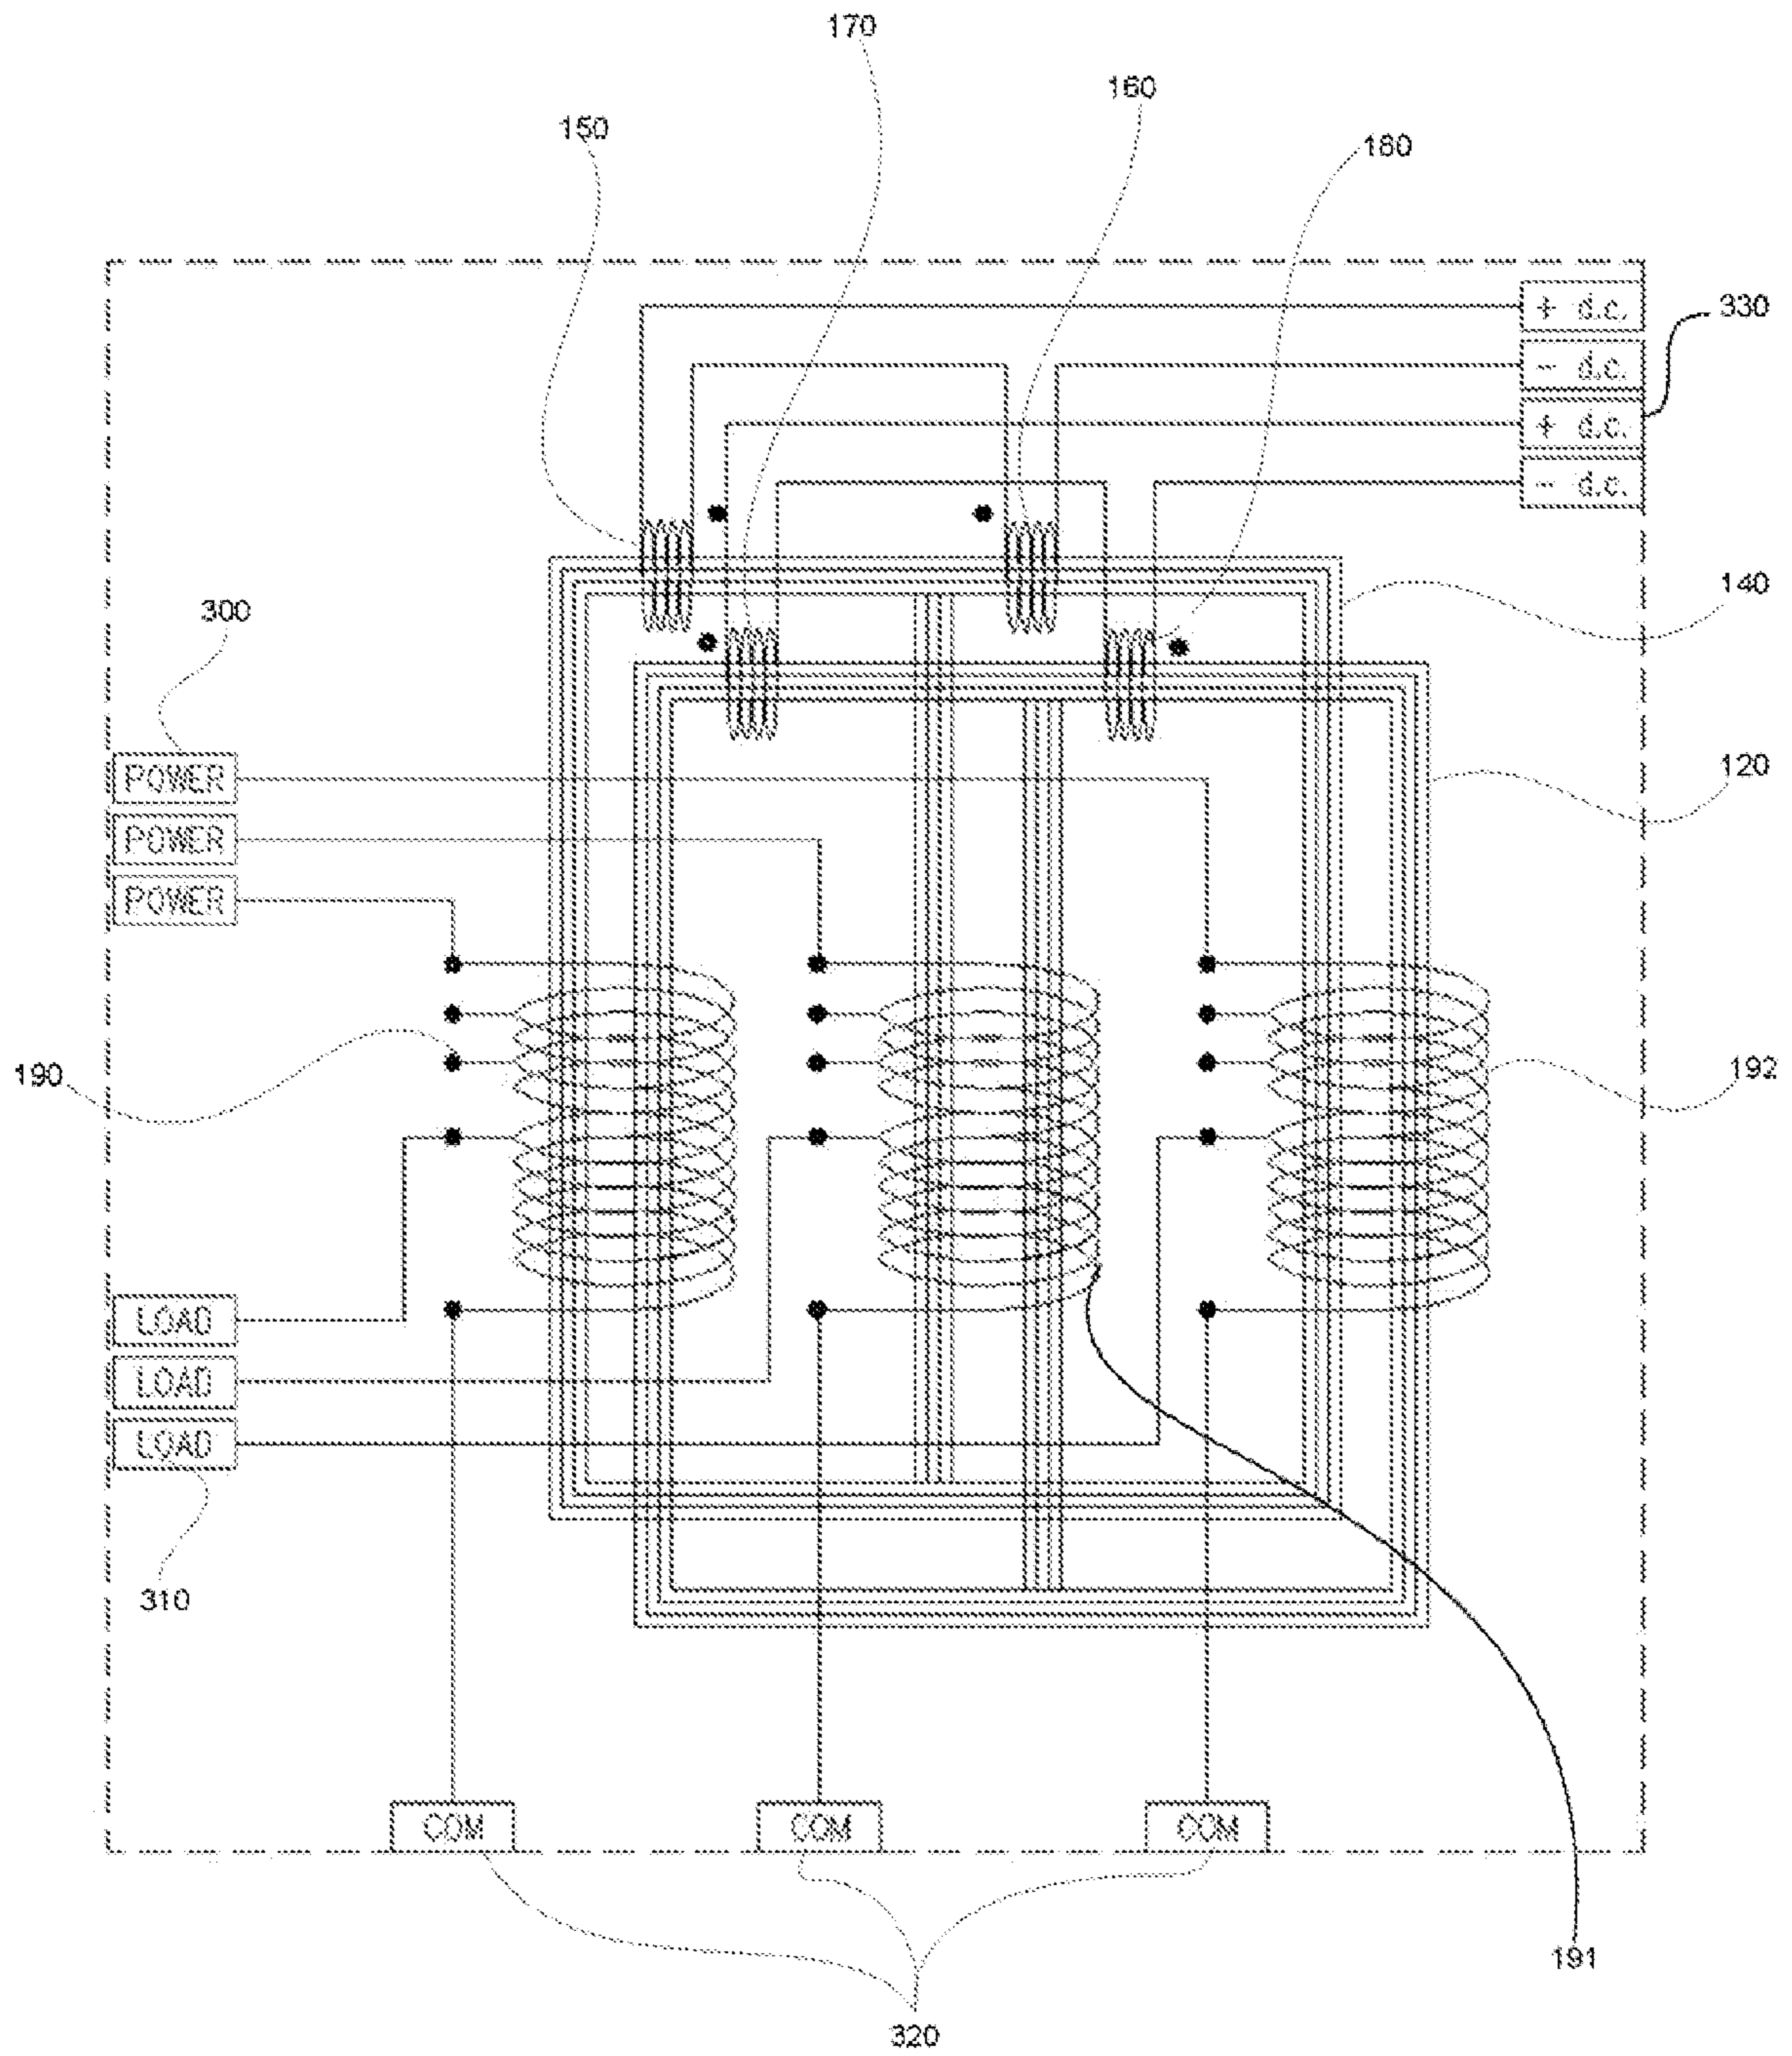 170
160
150
180
+ d.c.
330
- d.c.
+ d.c.
- d.c.
140
300
120
POWER
POWER
POWER
190
192
LOAD
LOAD
LOAD
310
COM COM COM
191
320